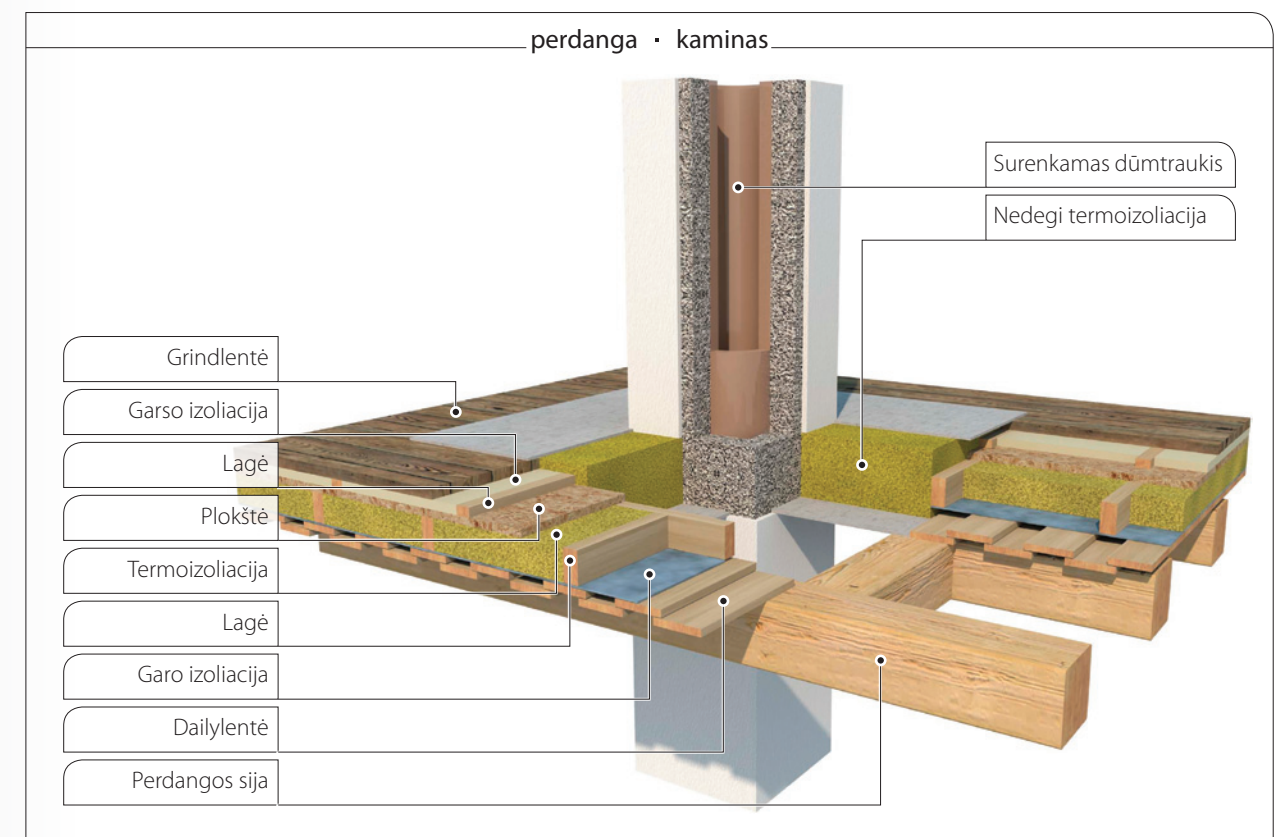 perdanga · kaminas
Surenkamas dūmtraukis
Nedegi termoizoliacija
Grindlentė
Garso izoliacija
Lagė
Plokštė
Termoizoliacija
Lagė
Garo izoliacija
Dailylentė
Perdangos sija